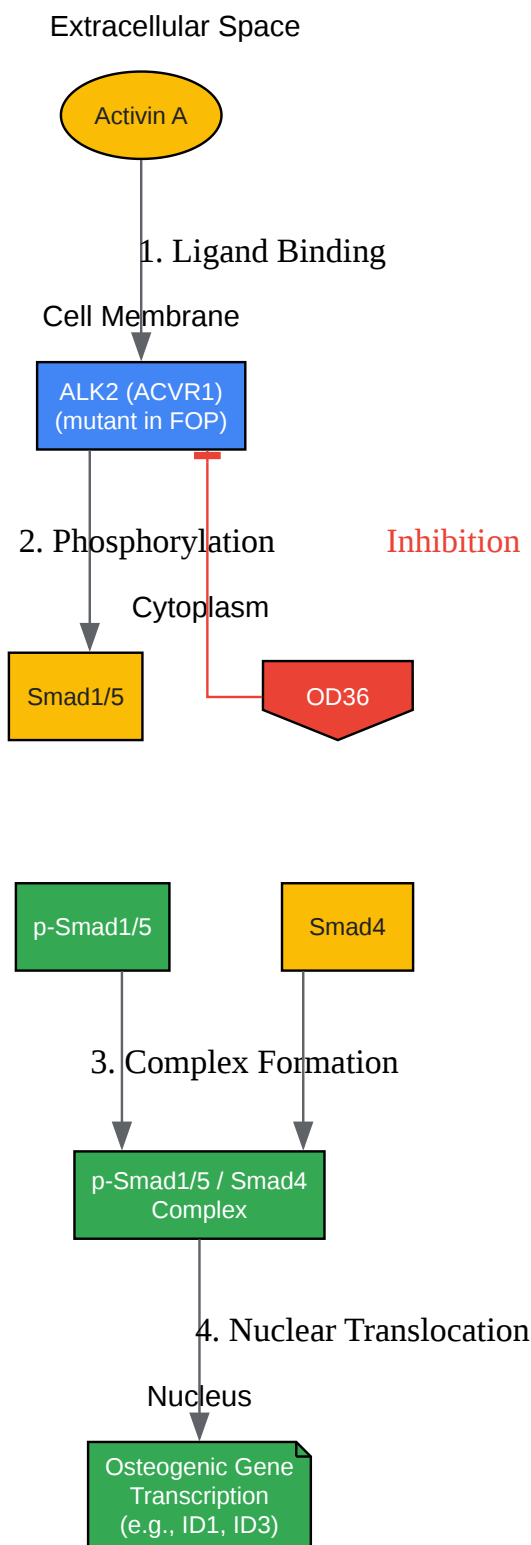 Extracellular Space
Activin A
1. Ligand Binding
Cell Membrane
ALK2 (ACVR1)
(mutant in FOP)
2. Phosphorylation
Inhibition
Cytoplasm
Smad1/5
OD36
p-Smad1/5
Smad4
3. Complex Formation
p-Smad1/5 / Smad4
Complex
4. Nuclear Translocation
Nucleus
Osteogenic Gene
Transcription
(e.g., ID1, ID3)